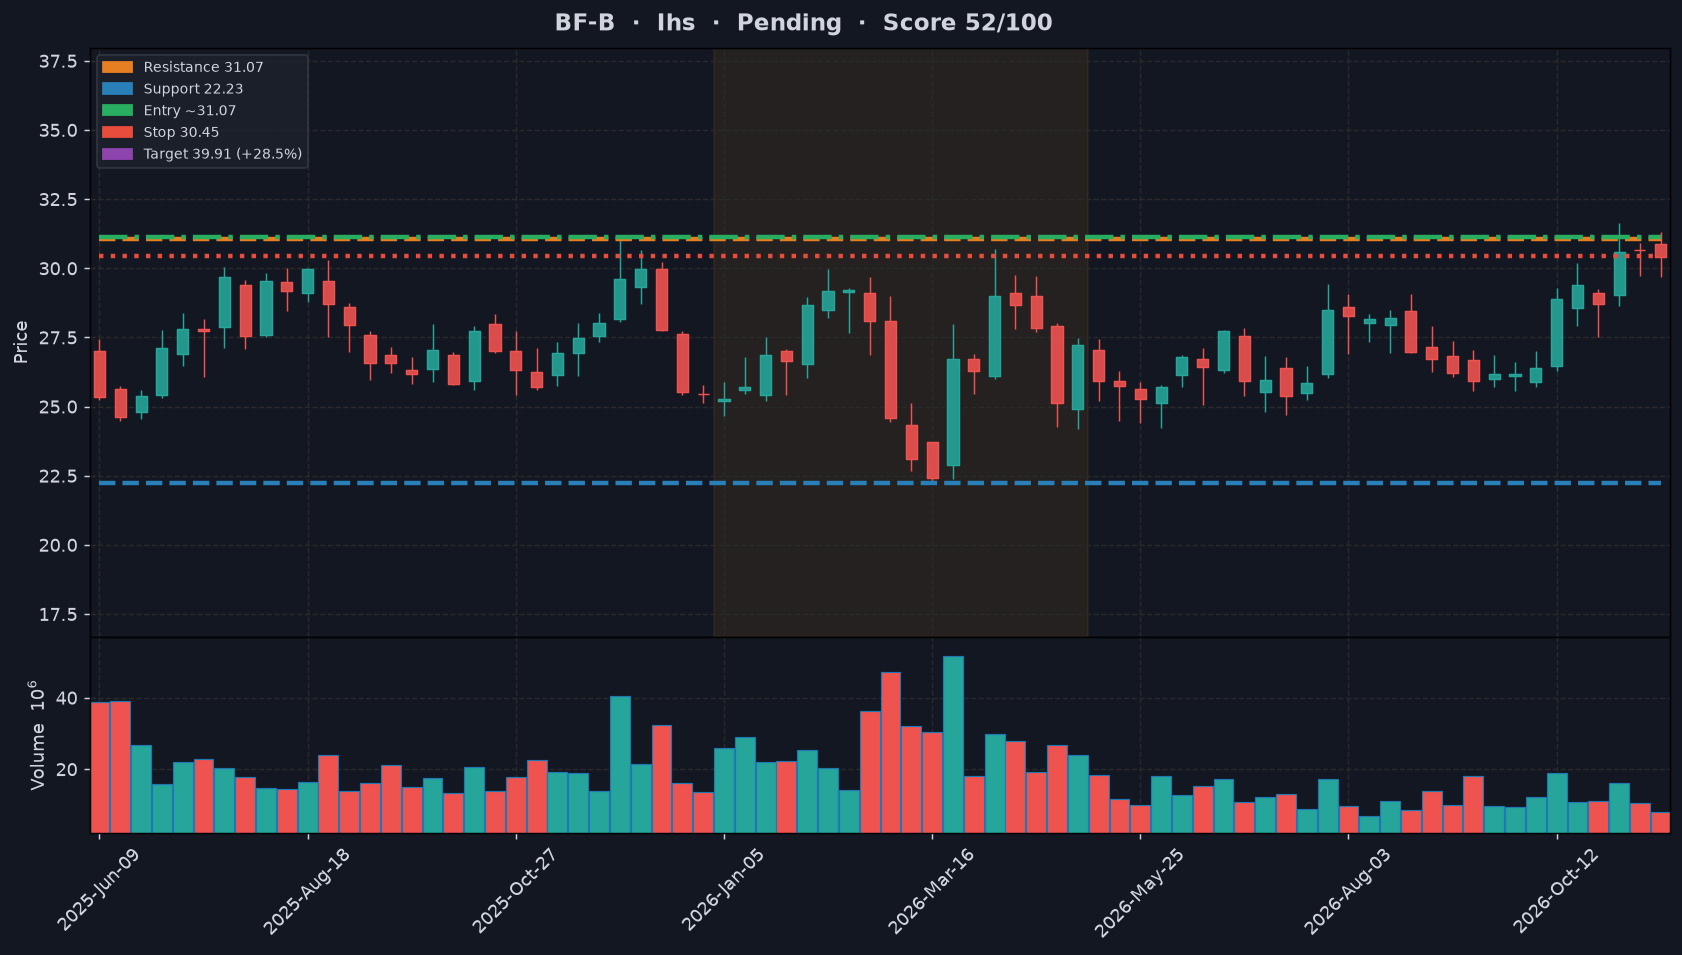 BF-B · Ihs · Pending · Score 52/100
Resistance 31.07
Support 22.23
Entry ~31.07
Stop 30.45
Target 39.91 (+28.5%)
Price
37.5
35.0
32.5
30.0
27.5
25.0
22.5
20.0
17.5
Volume 10⁶
40
20
2025-Jun-09
2025-Aug-18
2025-Oct-27
2026-Jan-05
2026-Mar-16
2026-May-25
2026-Aug-03
2026-Oct-12